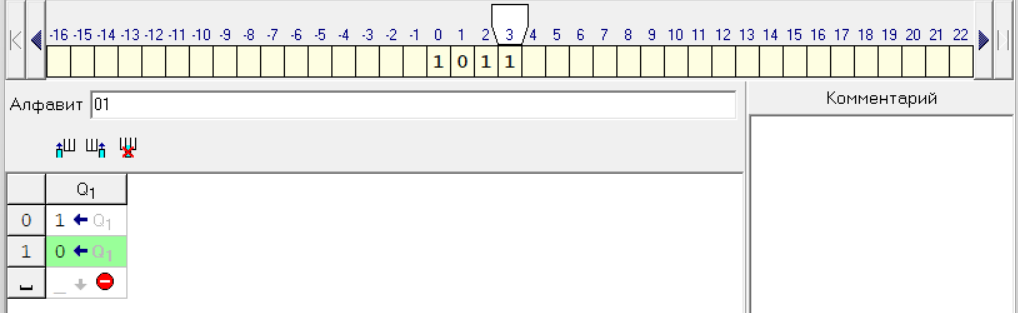 -16 -15 -14 -13 -12 -11 -10 -9 -8 -7 -6 -5 -4 -3 -2 -1 0 1 2 3 4 5 6 7 8 9 10 11 12 13 14 15 16 17 18 19 20 21 22
1 0 1 1
Алфавит 01
Комментарий
Q1
0 1 ← Q1
1 0 ← Q1
_ ↓